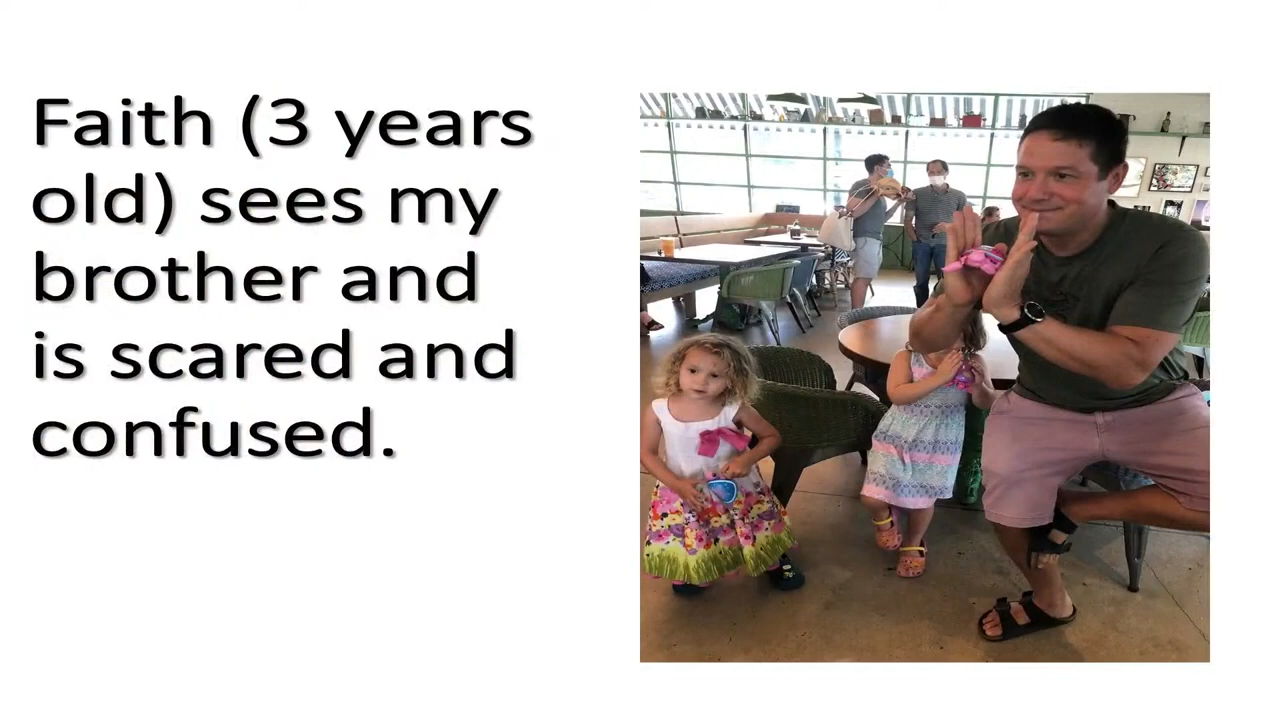 Faith (3 years
old) sees my
brother and
is scared and
confused.